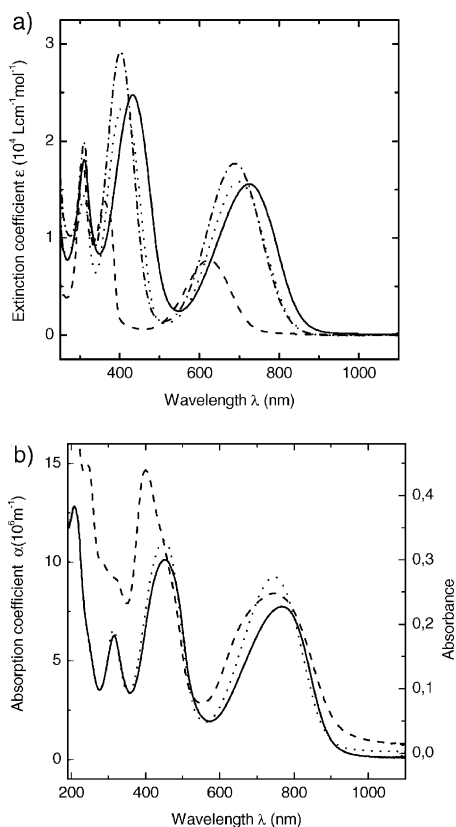 a)
3
2
1
0
Extinction coefficient ε (10⁴ Lcm⁻¹mol⁻¹)
400 600 800 1000
Wavelength λ (nm)
b)
15
10
5
0
Absorption coefficient α(10⁶m⁻¹)
0,4
0,3
0,2
0,1
0,0
Absorbance
200 400 600 800 1000
Wavelength λ (nm)